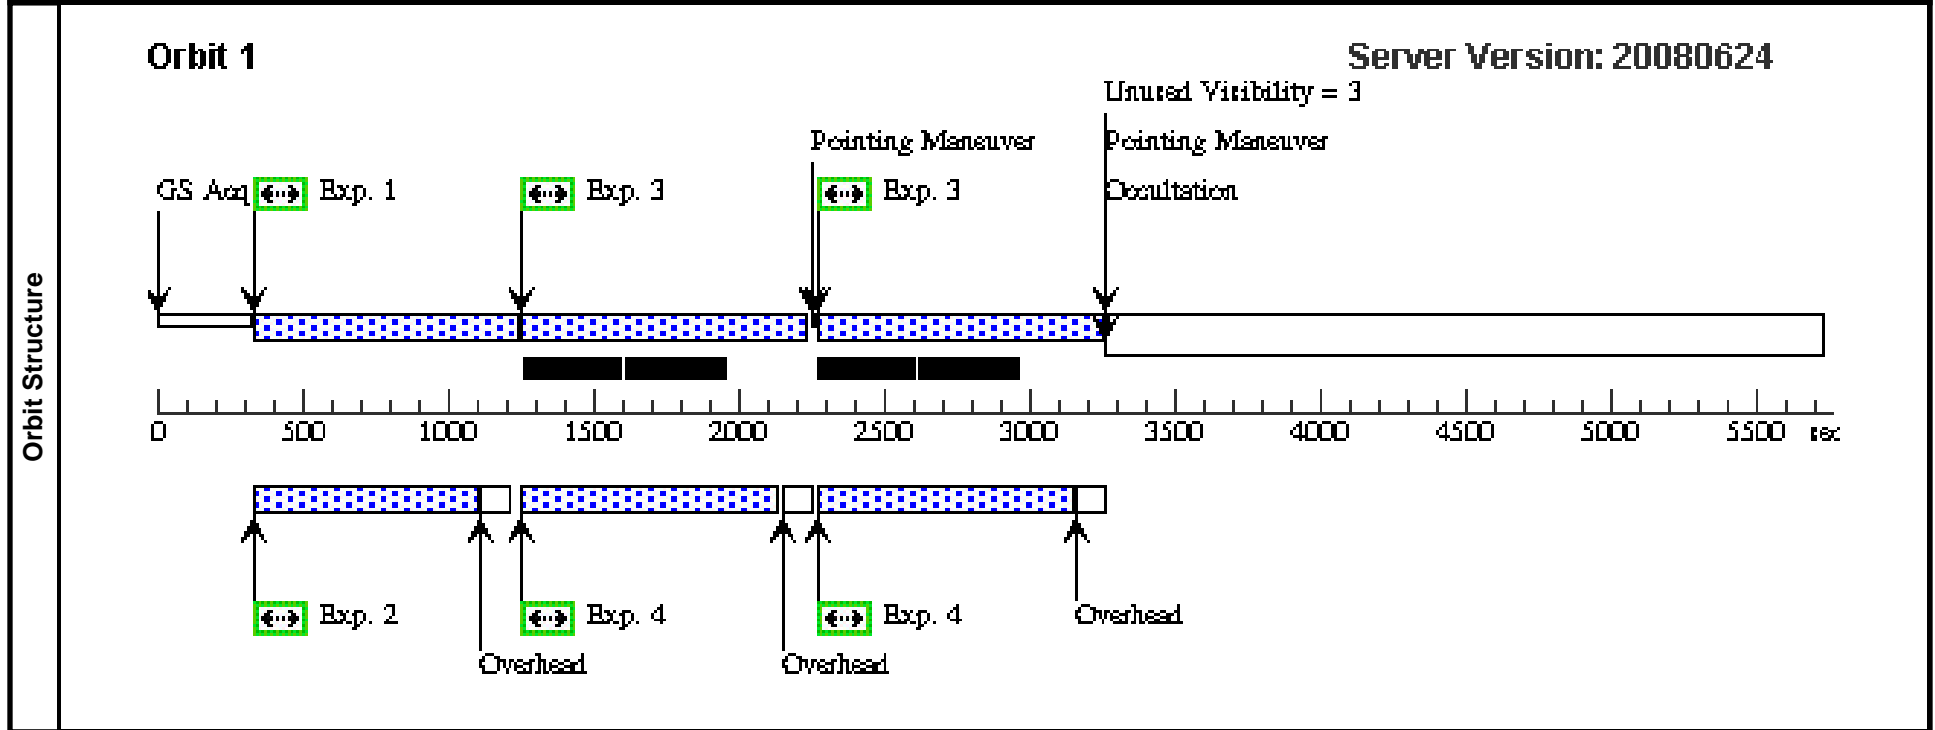 Orbit Structure
Orbit 1
Server Version: 20080624
Unused Visibility = 3
Pointing Maneuver
Pointing Maneuver
GS Acq
Exp. 1
Exp. 3
Exp. 3
Occultation
0 500 1000 1500 2000 2500 3000 3500 4000 4500 5000 5500 sec
Exp. 2
Exp. 4
Exp. 4
Overhead
Overhead
Overhead